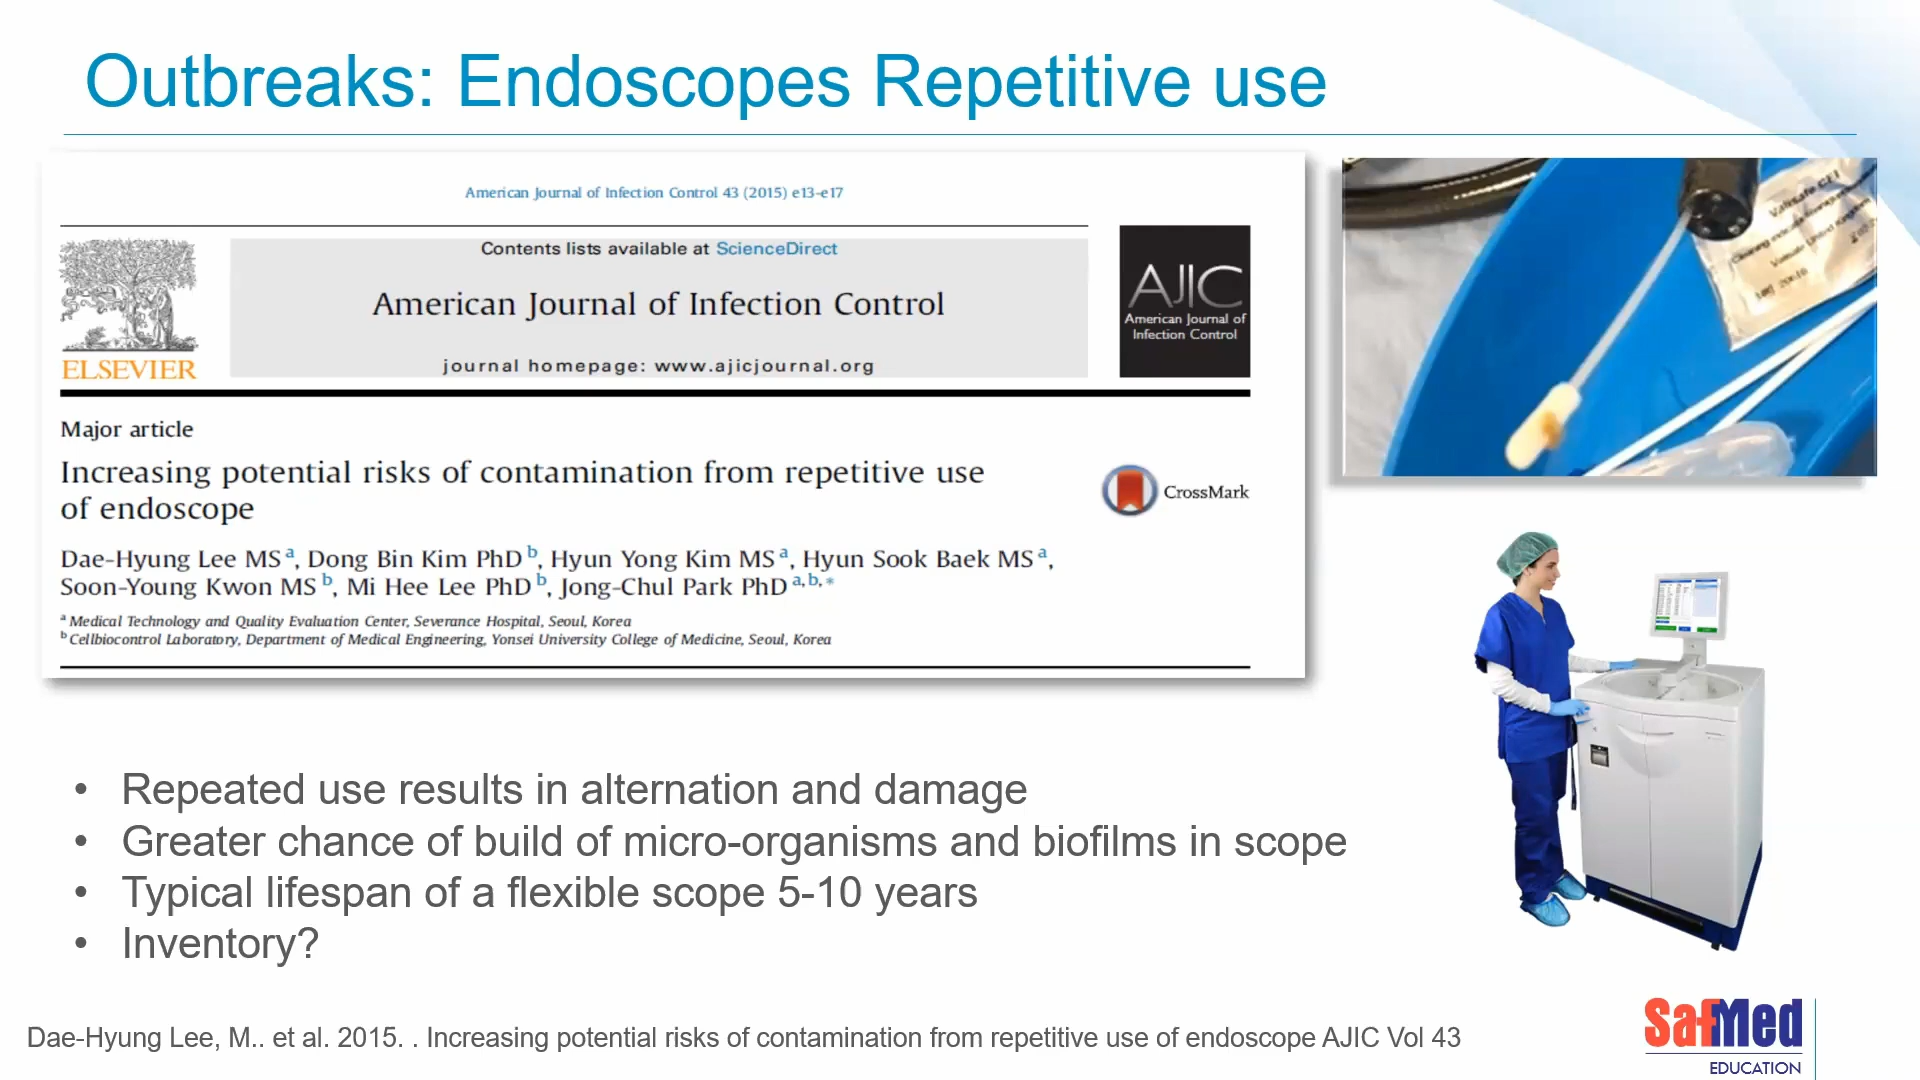 Outbreaks: Endoscopes Repetitive use
American Journal of Infection Control 43 (2015) e13-e17
Contents lists available at ScienceDirect
American Journal of Infection Control
journal homepage: www.ajicjournal.org
ELSEVIER
AJIC
American Journal of
Infection Control
Major article
Increasing potential risks of contamination from repetitive use
of endoscope
CrossMark
Dae-Hyung Lee MS a, Dong Bin Kim PhD b, Hyun Yong Kim MS a, Hyun Sook Baek MS a,
Soon-Young Kwon MS b, Mi Hee Lee PhD b, Jong-Chul Park PhD a,b,*
a Medical Technology and Quality Evaluation Center, Severance Hospital, Seoul, Korea
b Cellbiocontrol Laboratory, Department of Medical Engineering, Yonsei University College of Medicine, Seoul, Korea
• Repeated use results in alternation and damage
• Greater chance of build of micro-organisms and biofilms in scope
• Typical lifespan of a flexible scope 5-10 years
• Inventory?
Dae-Hyung Lee, M.. et al. 2015. . Increasing potential risks of contamination from repetitive use of endoscope AJIC Vol 43
SafMed
EDUCATION